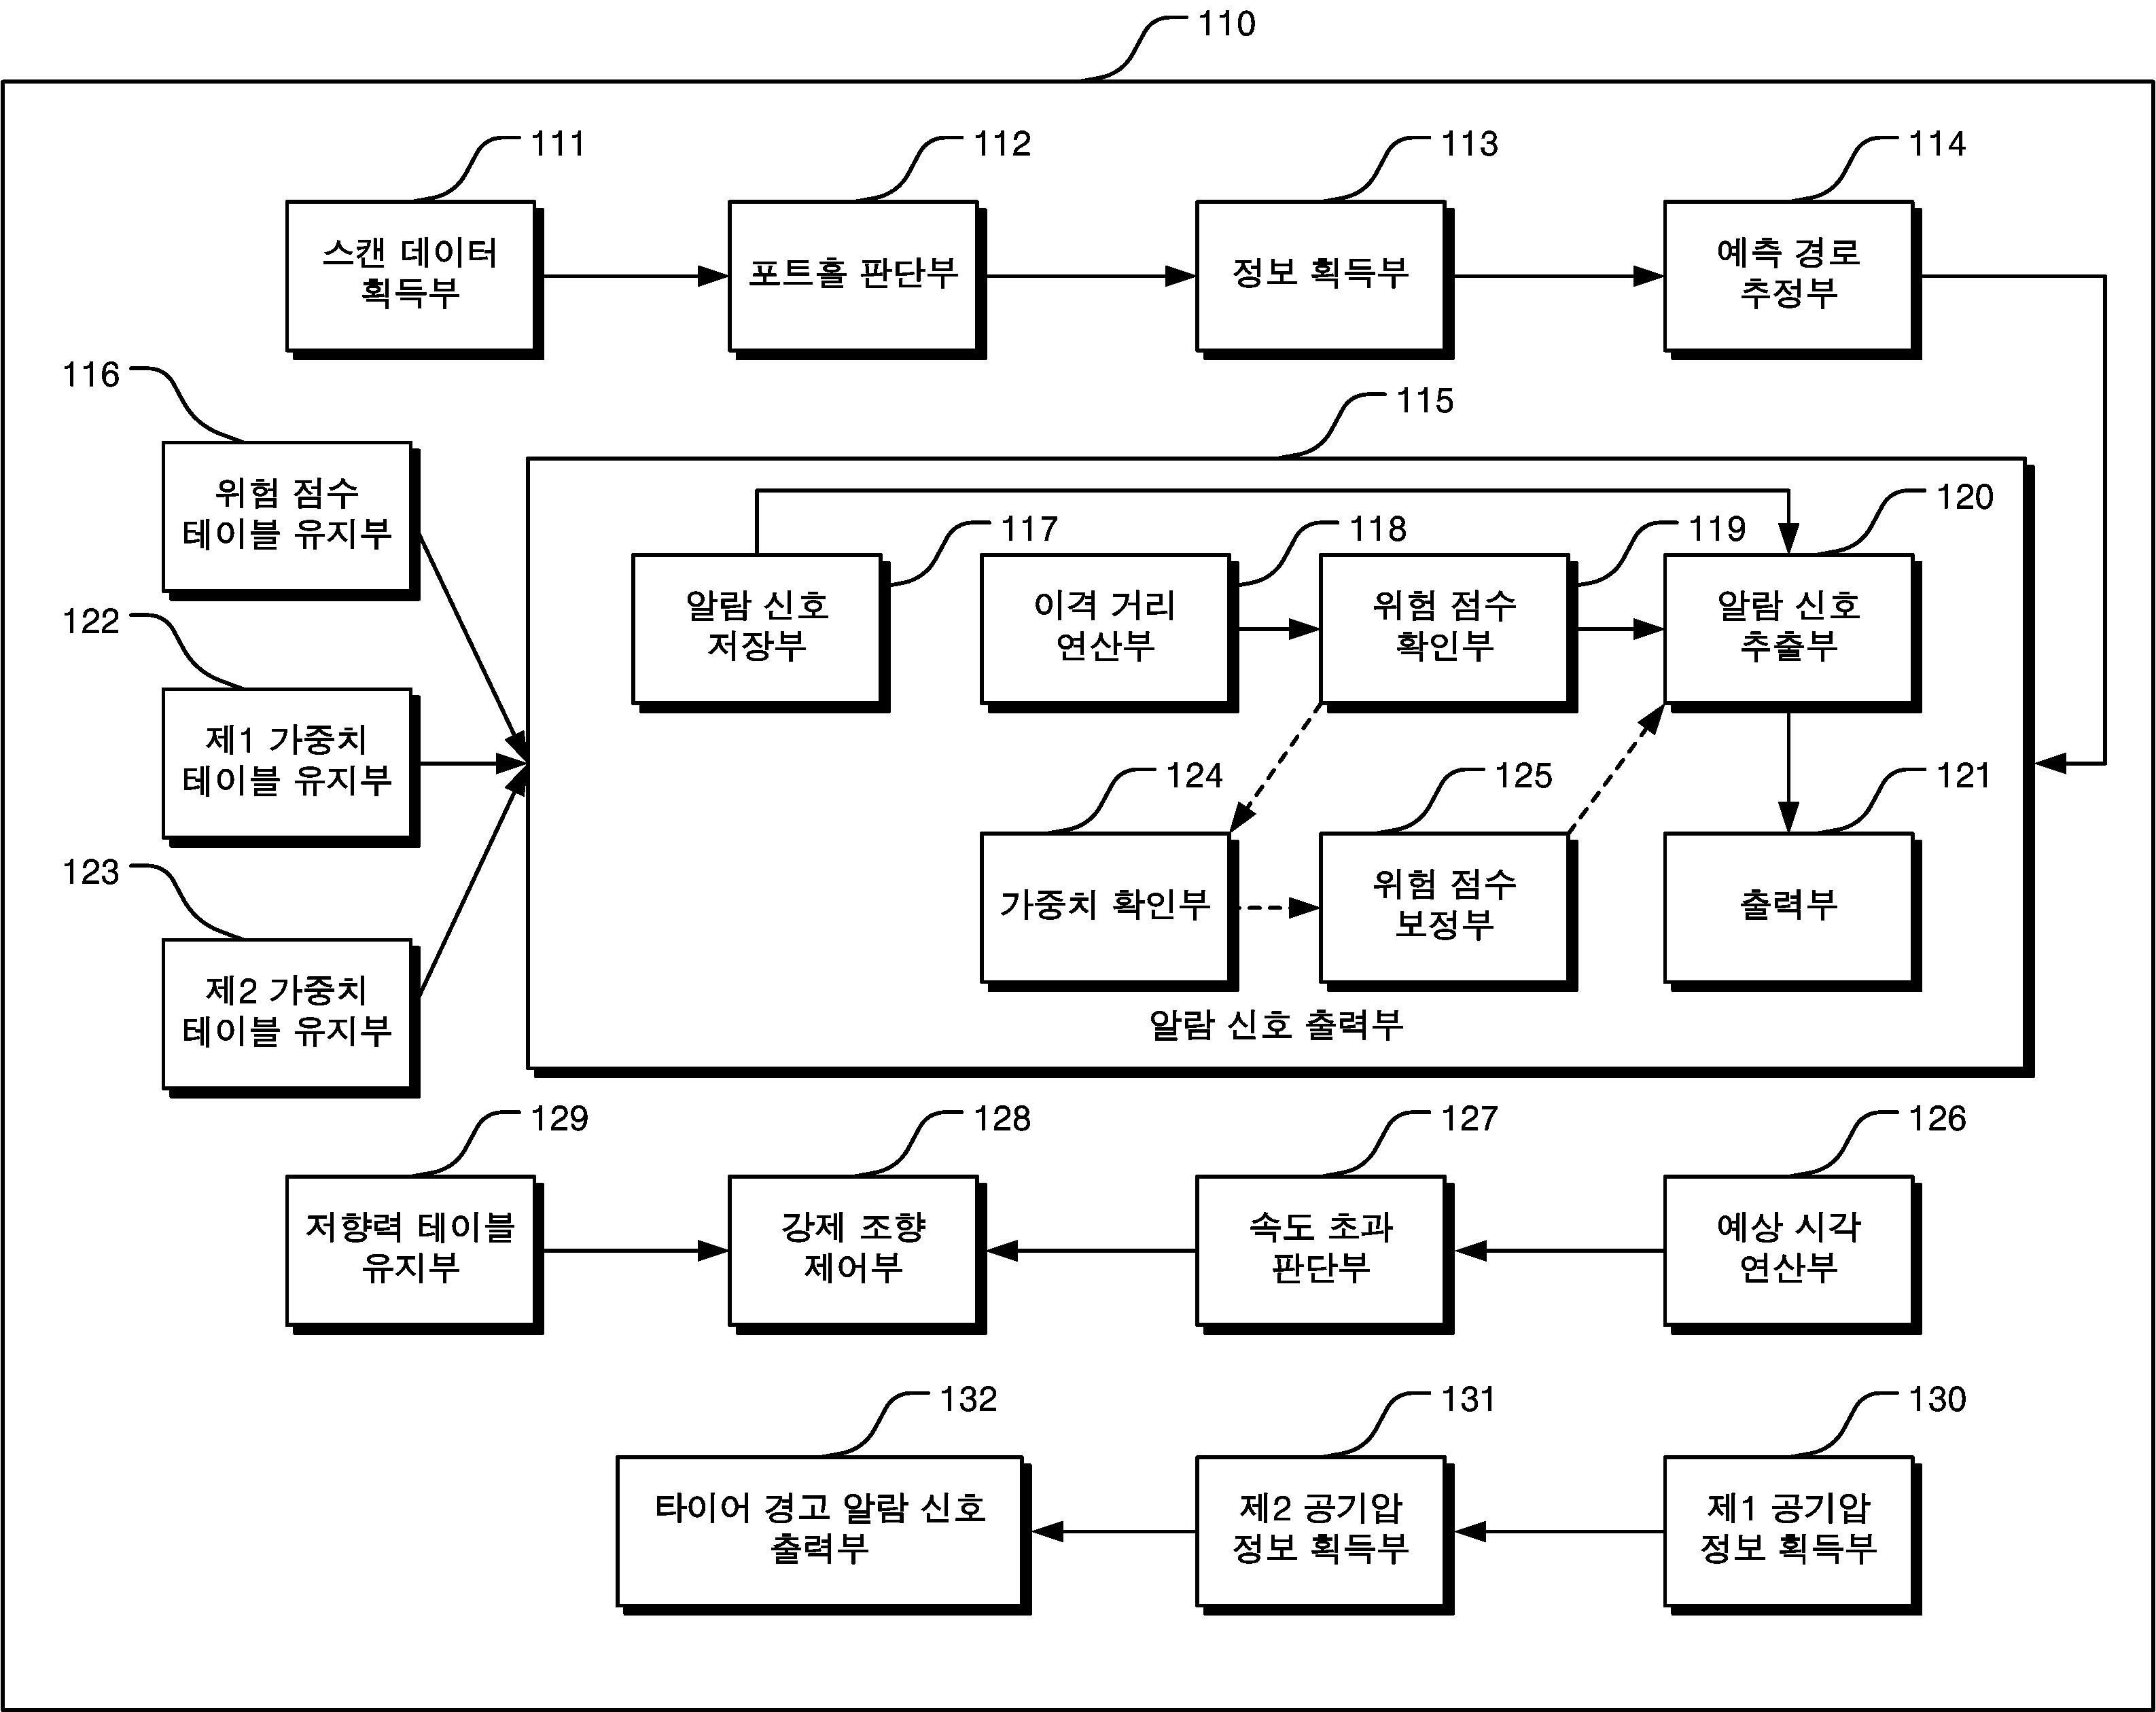 110
111
112
113
114
스캔 데이터
획득부
포트홀 판단부
정보 획득부
예측 경로
추정부
116
위험 점수
테이블 유지부
122
제1 가중치
테이블 유지부
123
제2 가중치
테이블 유지부
115
117
118
119
120
알람 신호
저장부
이격 거리
연산부
위험 점수
확인부
알람 신호
추출부
124
125
121
가중치 확인부
위험 점수
보정부
출력부
알람 신호 출력부
129
128
127
126
저항력 테이블
유지부
강제 조향
제어부
속도 초과
판단부
예상 시각
연산부
132
131
130
타이어 경고 알람 신호
출력부
제2 공기압
정보 획득부
제1 공기압
정보 획득부